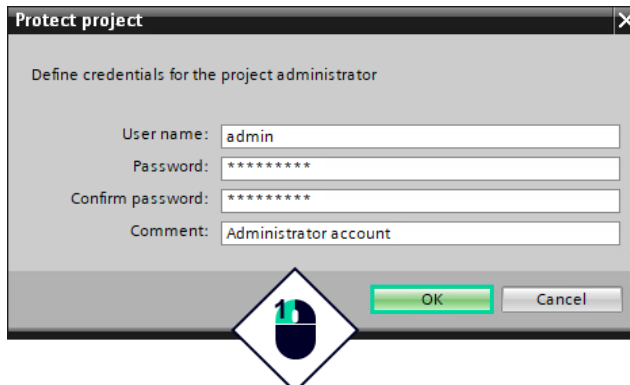 Protect project
Define credentials for the project administrator
User name: admin
Password: *********
Confirm password: *********
Comment: Administrator account
OK Cancel
1